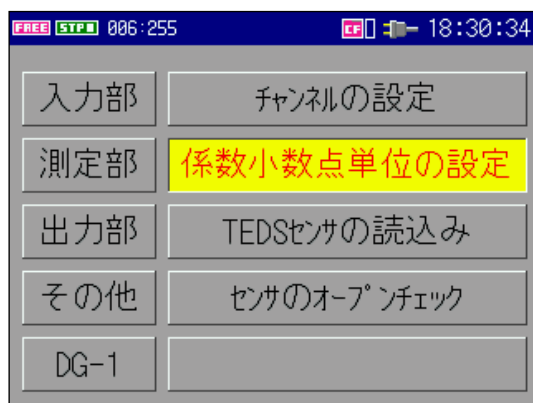 FREE STP 006:255 CF 18:30:34
入力部 ﾁｬﾝﾈﾙの設定
測定部 係数小数点単位の設定
出力部 TEDSｾﾝｻの読込み
その他 ｾﾝｻのｵｰﾌﾟﾝﾁｪｯｸ
DG-1